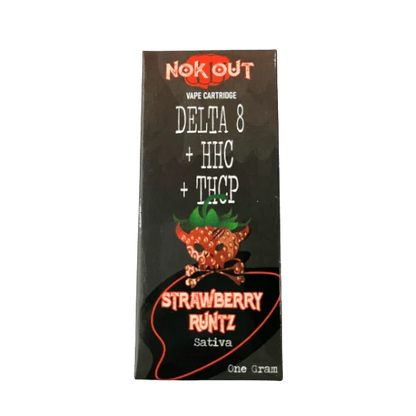 NOK OUT
VAPE CARTRIDGE
DELTA 8
+ HHC
+ THCP
STRAWBERRY
RUNTZ
Sativa
One Gram